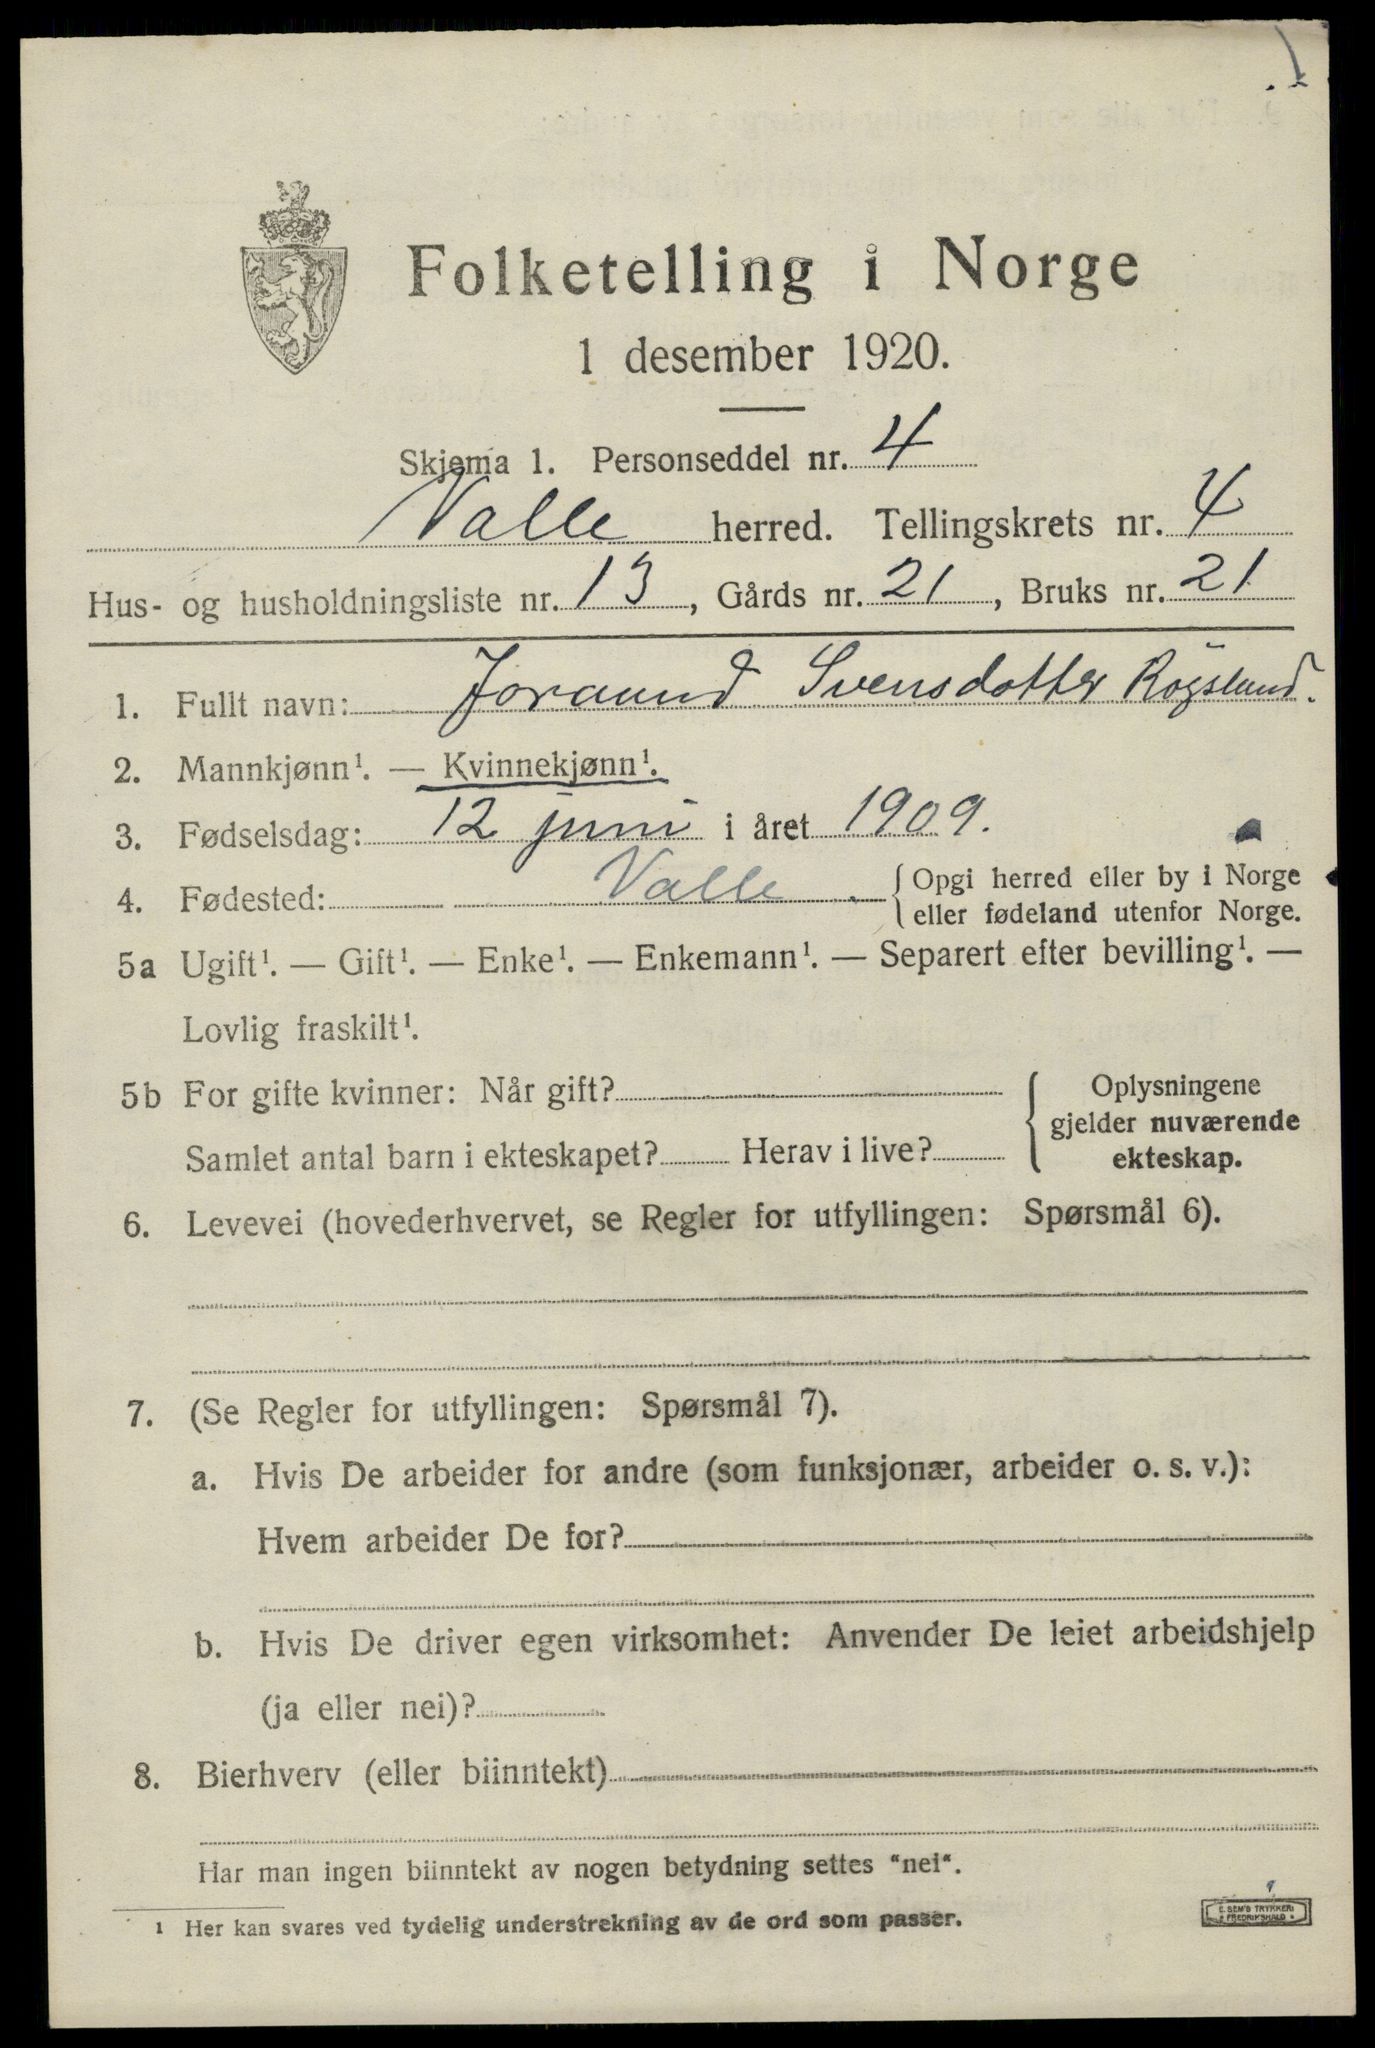 Folketelling i Norge
1 desember 1920.
Skjema 1. Personseddel nr. 4
Valle herred. Tellingskrets nr. 4
Hus- og husholdningsliste nr. 13, Gårds nr. 21, Bruks nr. 21
1. Fullt navn: Joraund Svensdotter Rögsland.
2. Mannkjønn¹. — Kvinnekjønn¹.
3. Fødselsdag: 12 juni i året 1909.
4. Fødested: Valle. { Opgi herred eller by i Norge
eller fødeland utenfor Norge.
5a Ugift¹. — Gift¹. — Enke¹. — Enkemann¹. — Separert efter bevilling¹. —
Lovlig fraskilt¹.
5b For gifte kvinner: Når gift? { Oplysningene
gjelder nuværende
Samlet antal barn i ekteskapet? Herav i live? ekteskap.
6. Levevei (hovederhvervet, se Regler for utfyllingen: Spørsmål 6).
7. (Se Regler for utfyllingen: Spørsmål 7).
a. Hvis De arbeider for andre (som funksjonær, arbeider o. s. v.):
Hvem arbeider De for?
b. Hvis De driver egen virksomhet: Anvender De leiet arbeidshjelp
(ja eller nei)?
8. Bierhverv (eller biinntekt)
Har man ingen biinntekt av nogen betydning settes "nei".
¹ Her kan svares ved tydelig understrekning av de ord som passer.
E. SEM'S TRYKKERI
FREDRIKSHALD